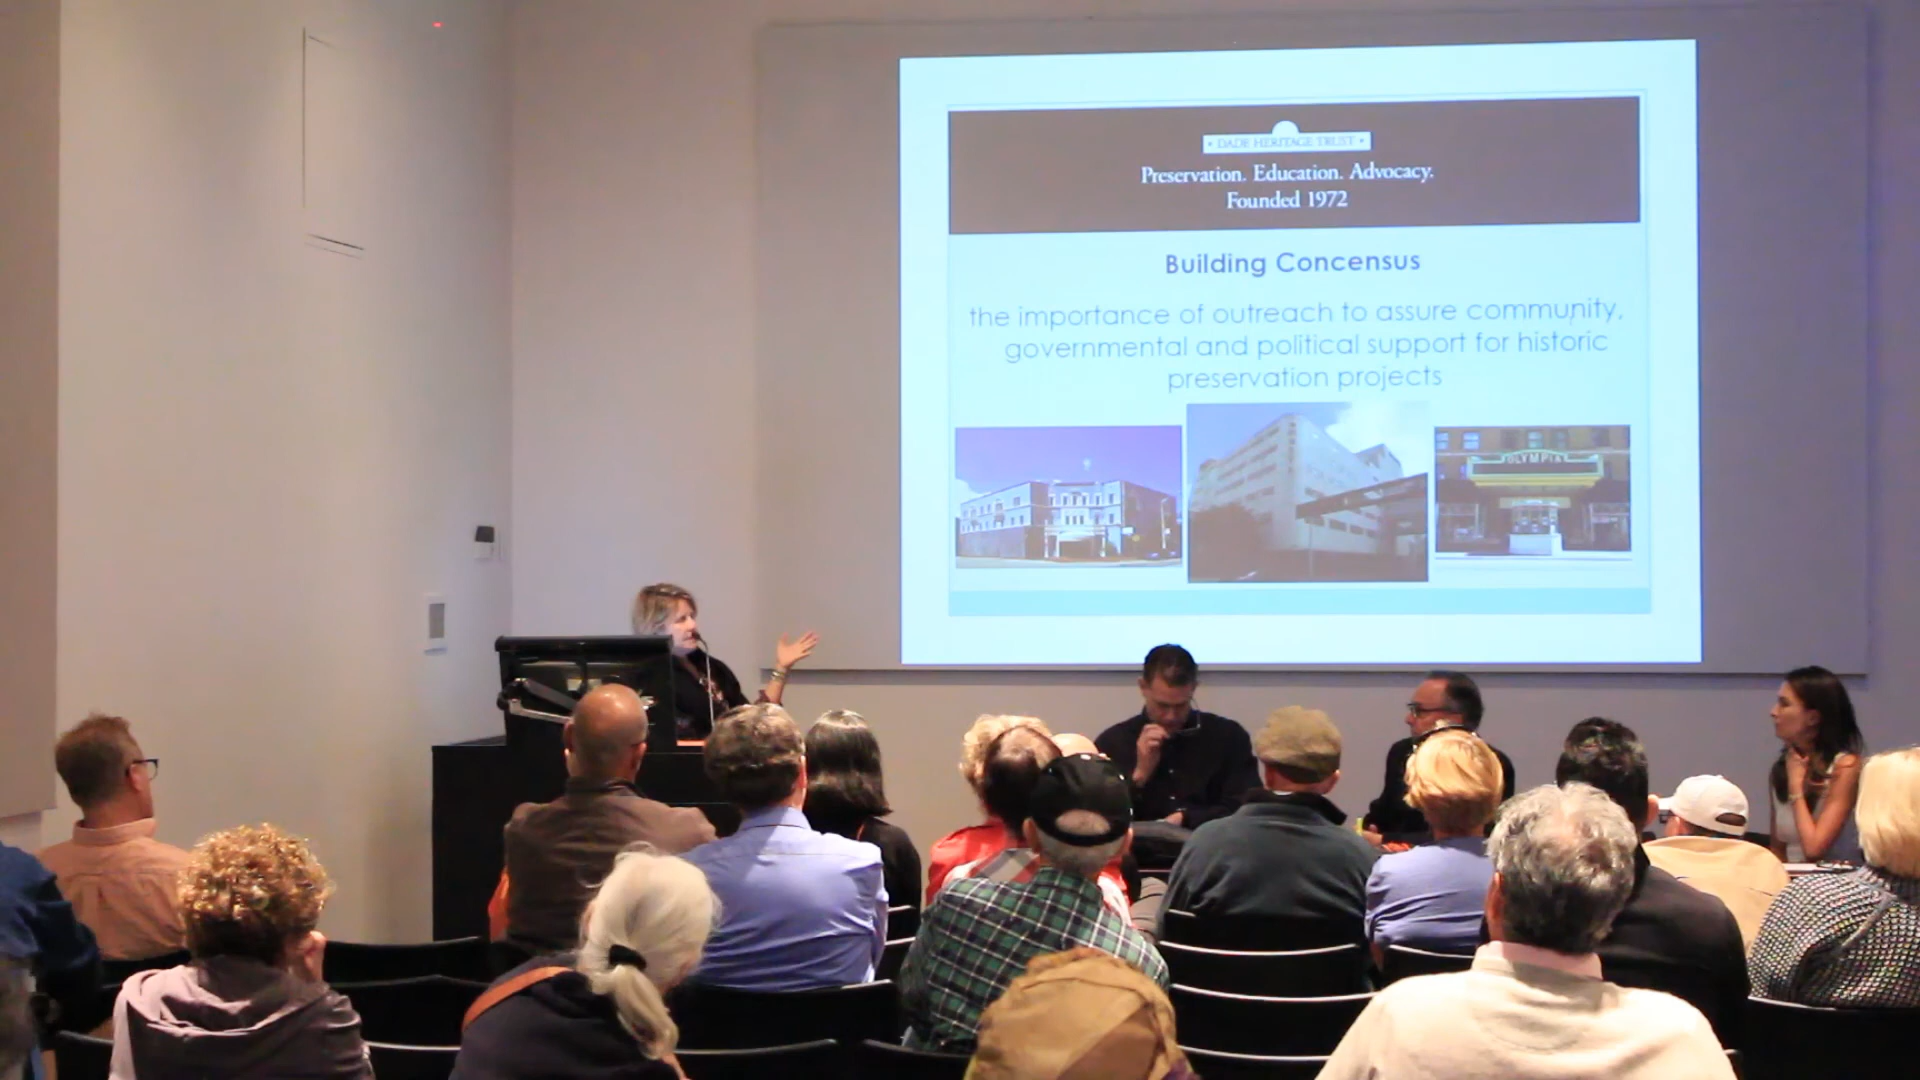 • DADE HERITAGE TRUST •
Preservation. Education. Advocacy.
Founded 1972
Building Concensus
the importance of outreach to assure community,
governmental and political support for historic
preservation projects
OLYMPIA